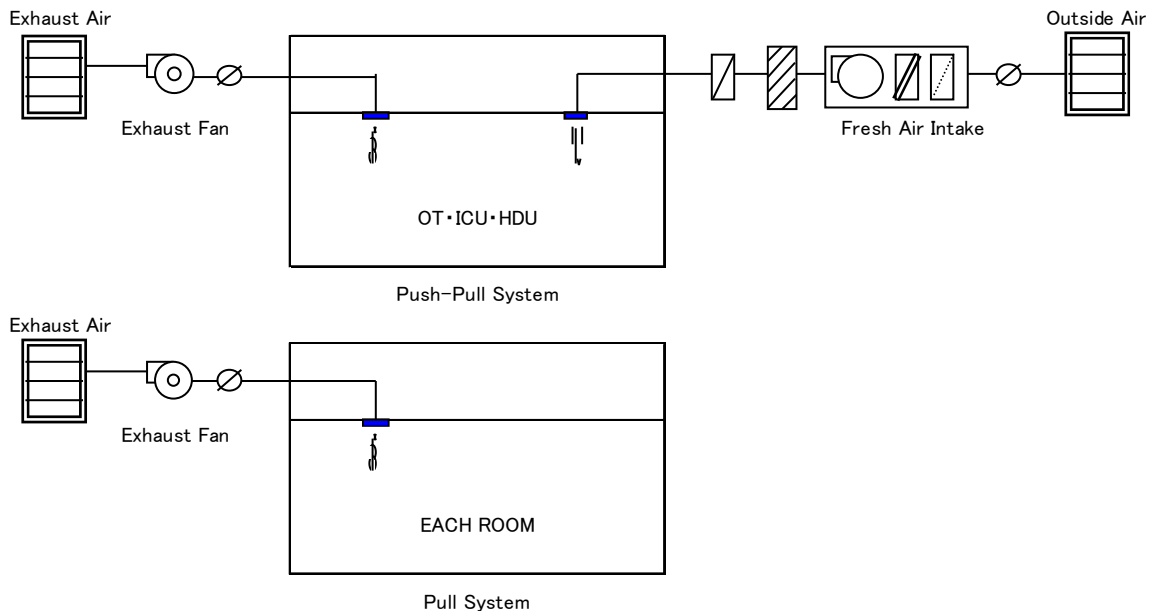 Exhaust Air
Outside Air
Exhaust Fan
Fresh Air Intake
OT・ICU・HDU
Push-Pull System
Exhaust Air
Exhaust Fan
EACH ROOM
Pull System